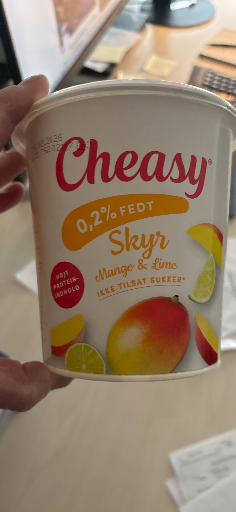 Cheasy®
0,2% FEDT
Skyr
Mango & Lime
IKKE TILSAT SUKKER*
HØJT
PROTEIN-
INDHOLD